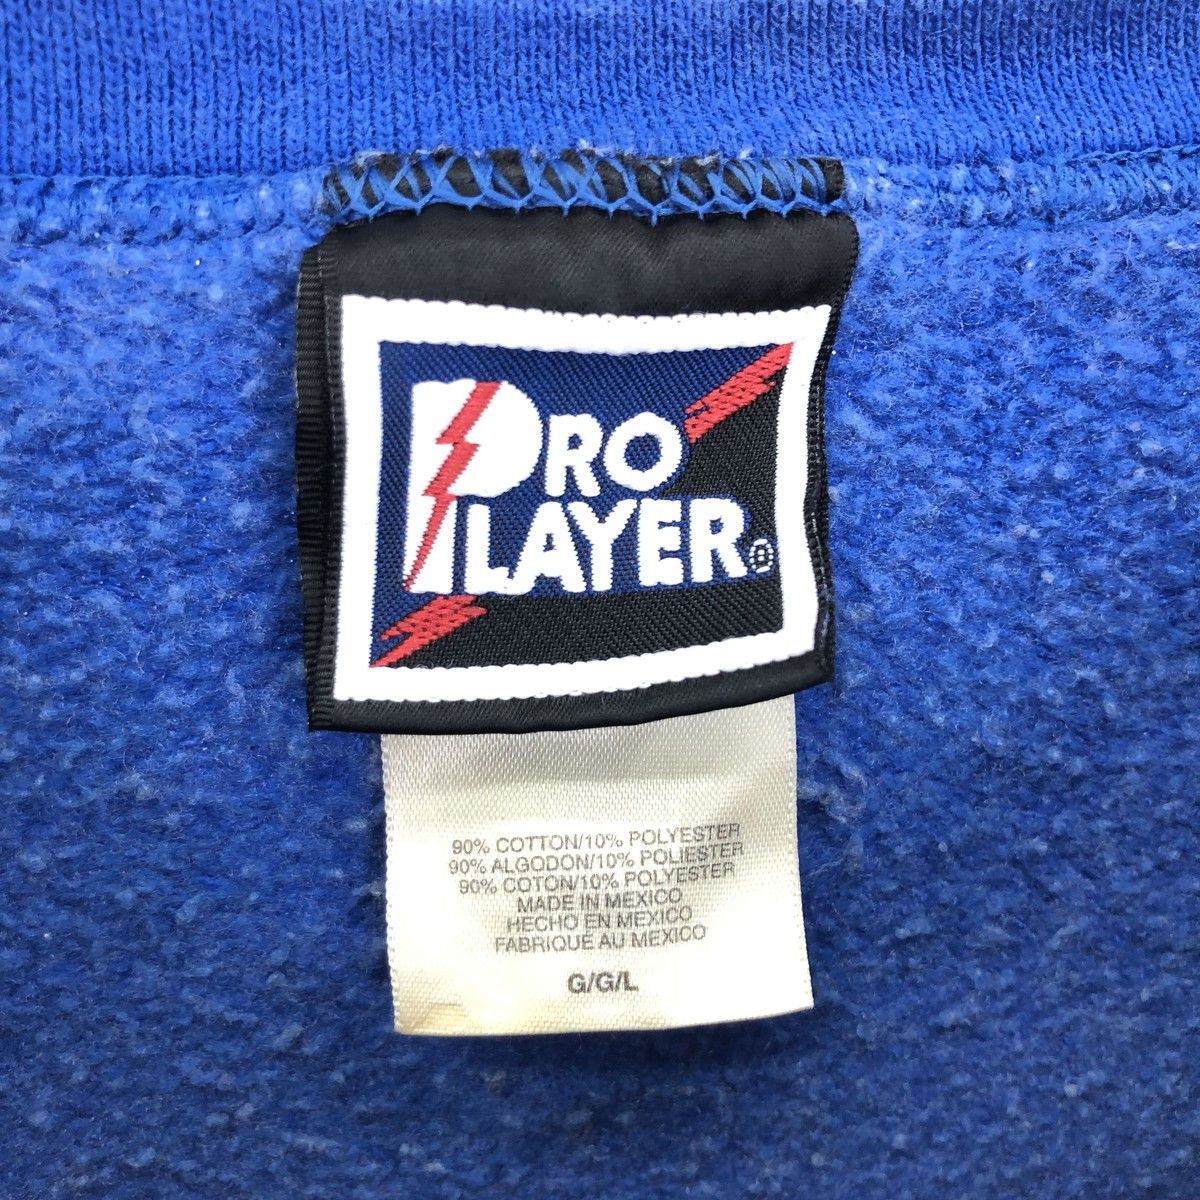 PRO
PLAYER®
90% COTTON/10% POLYESTER
90% ALGODON/10% POLIESTER
90% COTON/10% POLYESTER
MADE IN MEXICO
HECHO EN MEXICO
FABRIQUE AU MEXICO
G/G/L